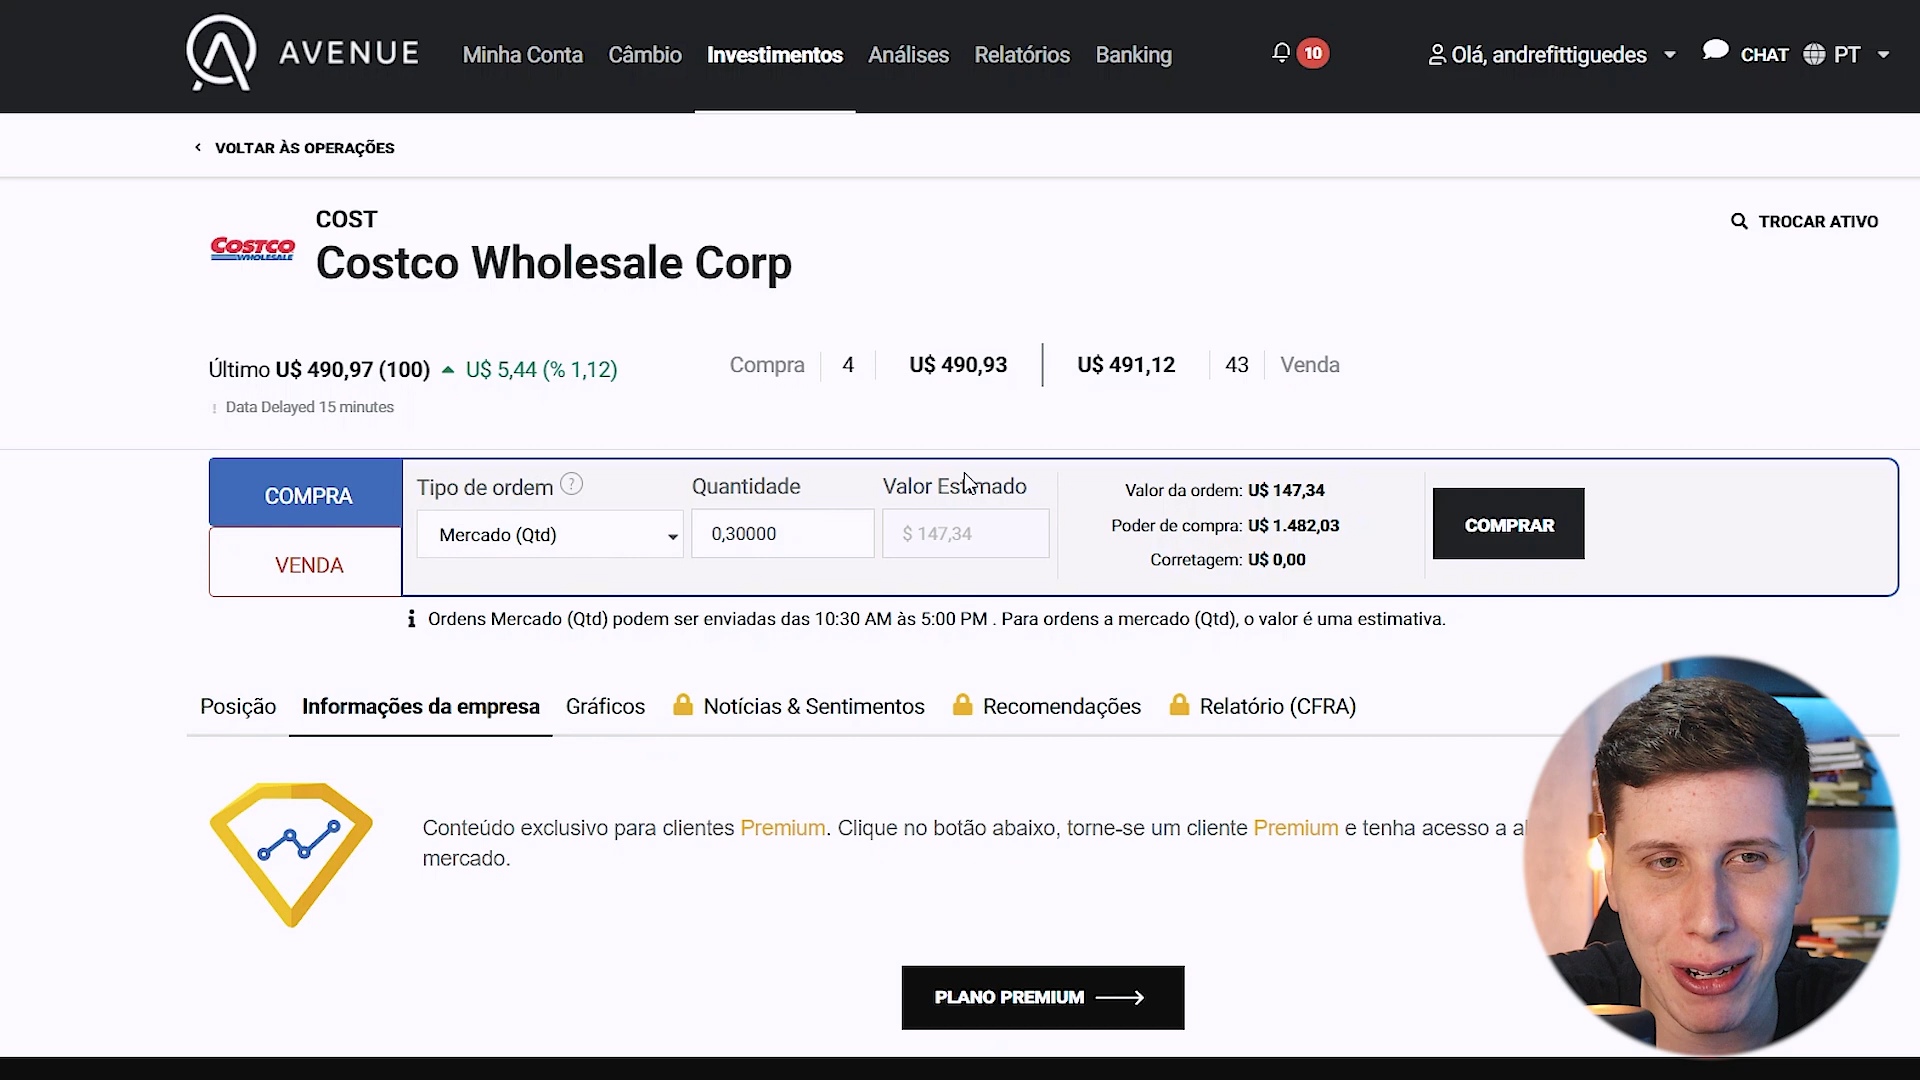 AVENUE
Minha Conta Câmbio Investimentos Análises Relatórios Banking
10
Olá, andrefittiguedes
CHAT
PT
VOLTAR ÀS OPERAÇÕES
COSTCO
WHOLESALE
COST
Costco Wholesale Corp
TROCAR ATIVO
Último U$ 490,97 (100) U$ 5,44 (% 1,12)
Compra 4 U$ 490,93 U$ 491,12 43 Venda
! Data Delayed 15 minutes
COMPRA
VENDA
Tipo de ordem ?
Mercado (Qtd)
Quantidade
0,30000
Valor Estimado
$ 147,34
Valor da ordem: U$ 147,34
Poder de compra: U$ 1.482,03
Corretagem: U$ 0,00
COMPRAR
i Ordens Mercado (Qtd) podem ser enviadas das 10:30 AM às 5:00 PM . Para ordens a mercado (Qtd), o valor é uma estimativa.
Posição Informações da empresa Gráficos Notícias & Sentimentos Recomendações Relatório (CFRA)
Conteúdo exclusivo para clientes Premium. Clique no botão abaixo, torne-se um cliente Premium e tenha acesso a
mercado.
PLANO PREMIUM